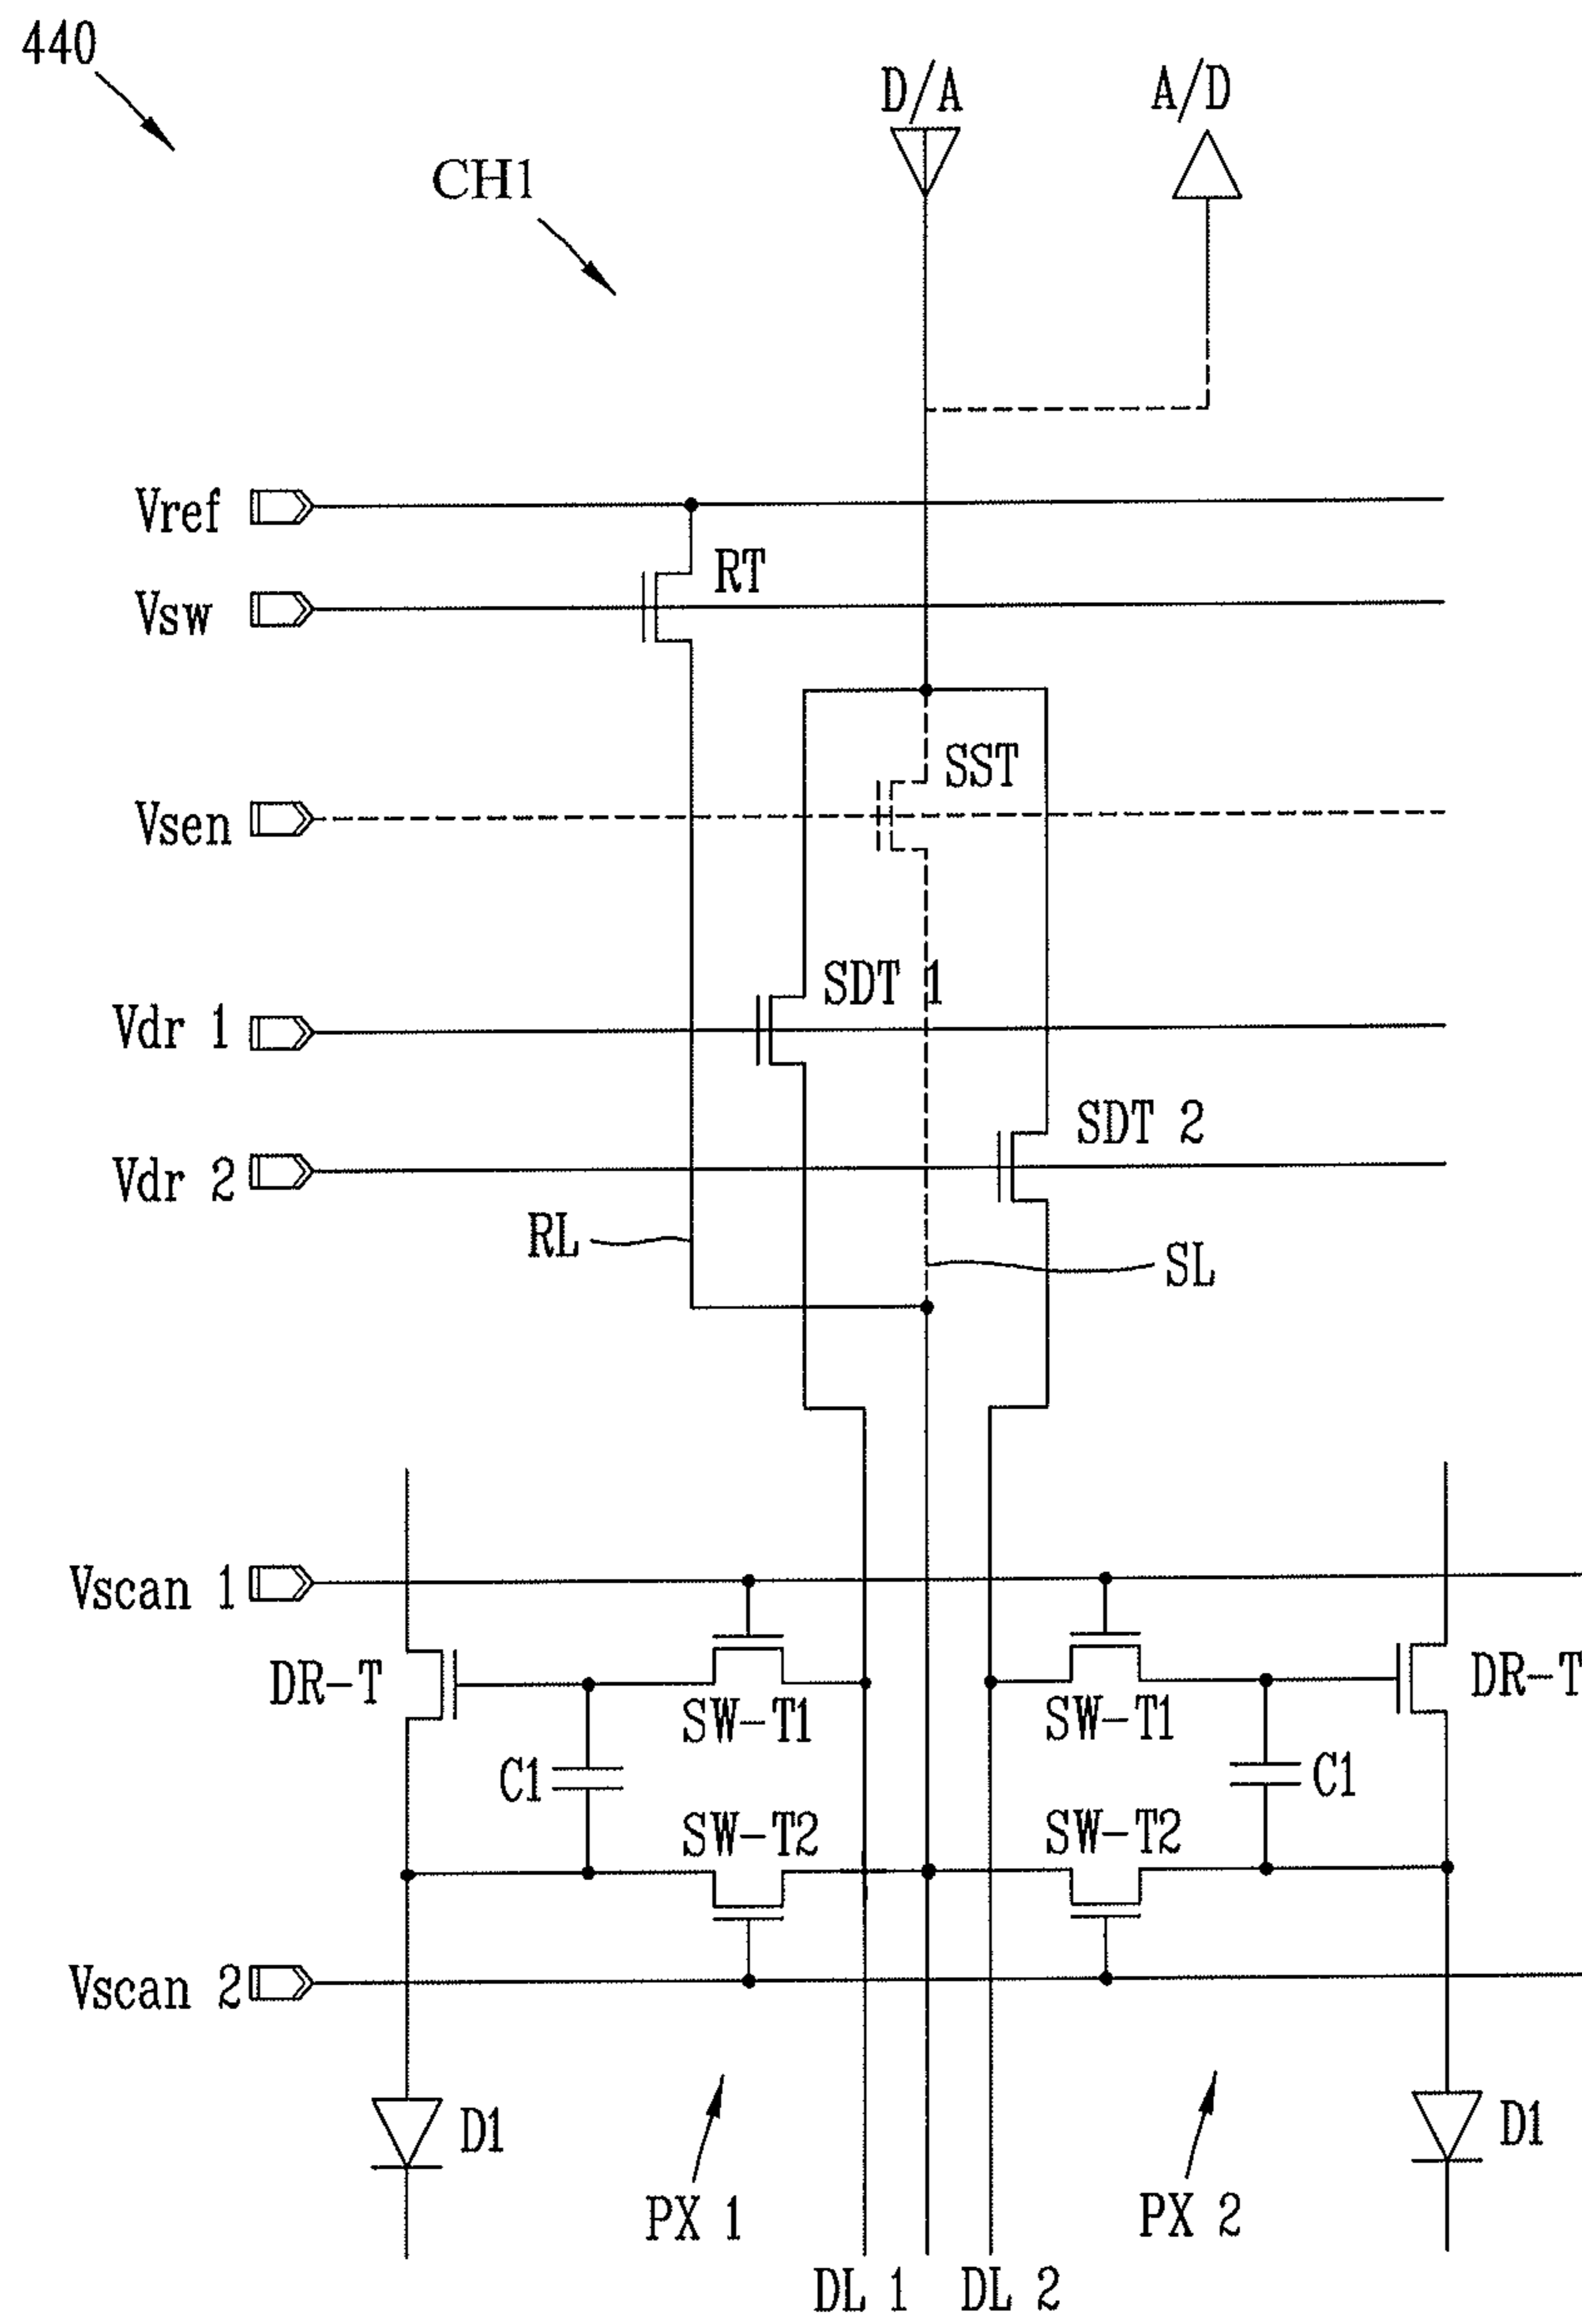 440
D/A
A/D
CH1
Vref
RT
Vsw
SST
Vsen
SDT 1
Vdr 1
SDT 2
Vdr 2
RL
SL
Vscan 1
DR-T
SW-T1
SW-T1
DR-T
C1
C1
SW-T2
SW-T2
Vscan 2
D1
D1
PX 1
PX 2
DL 1
DL 2